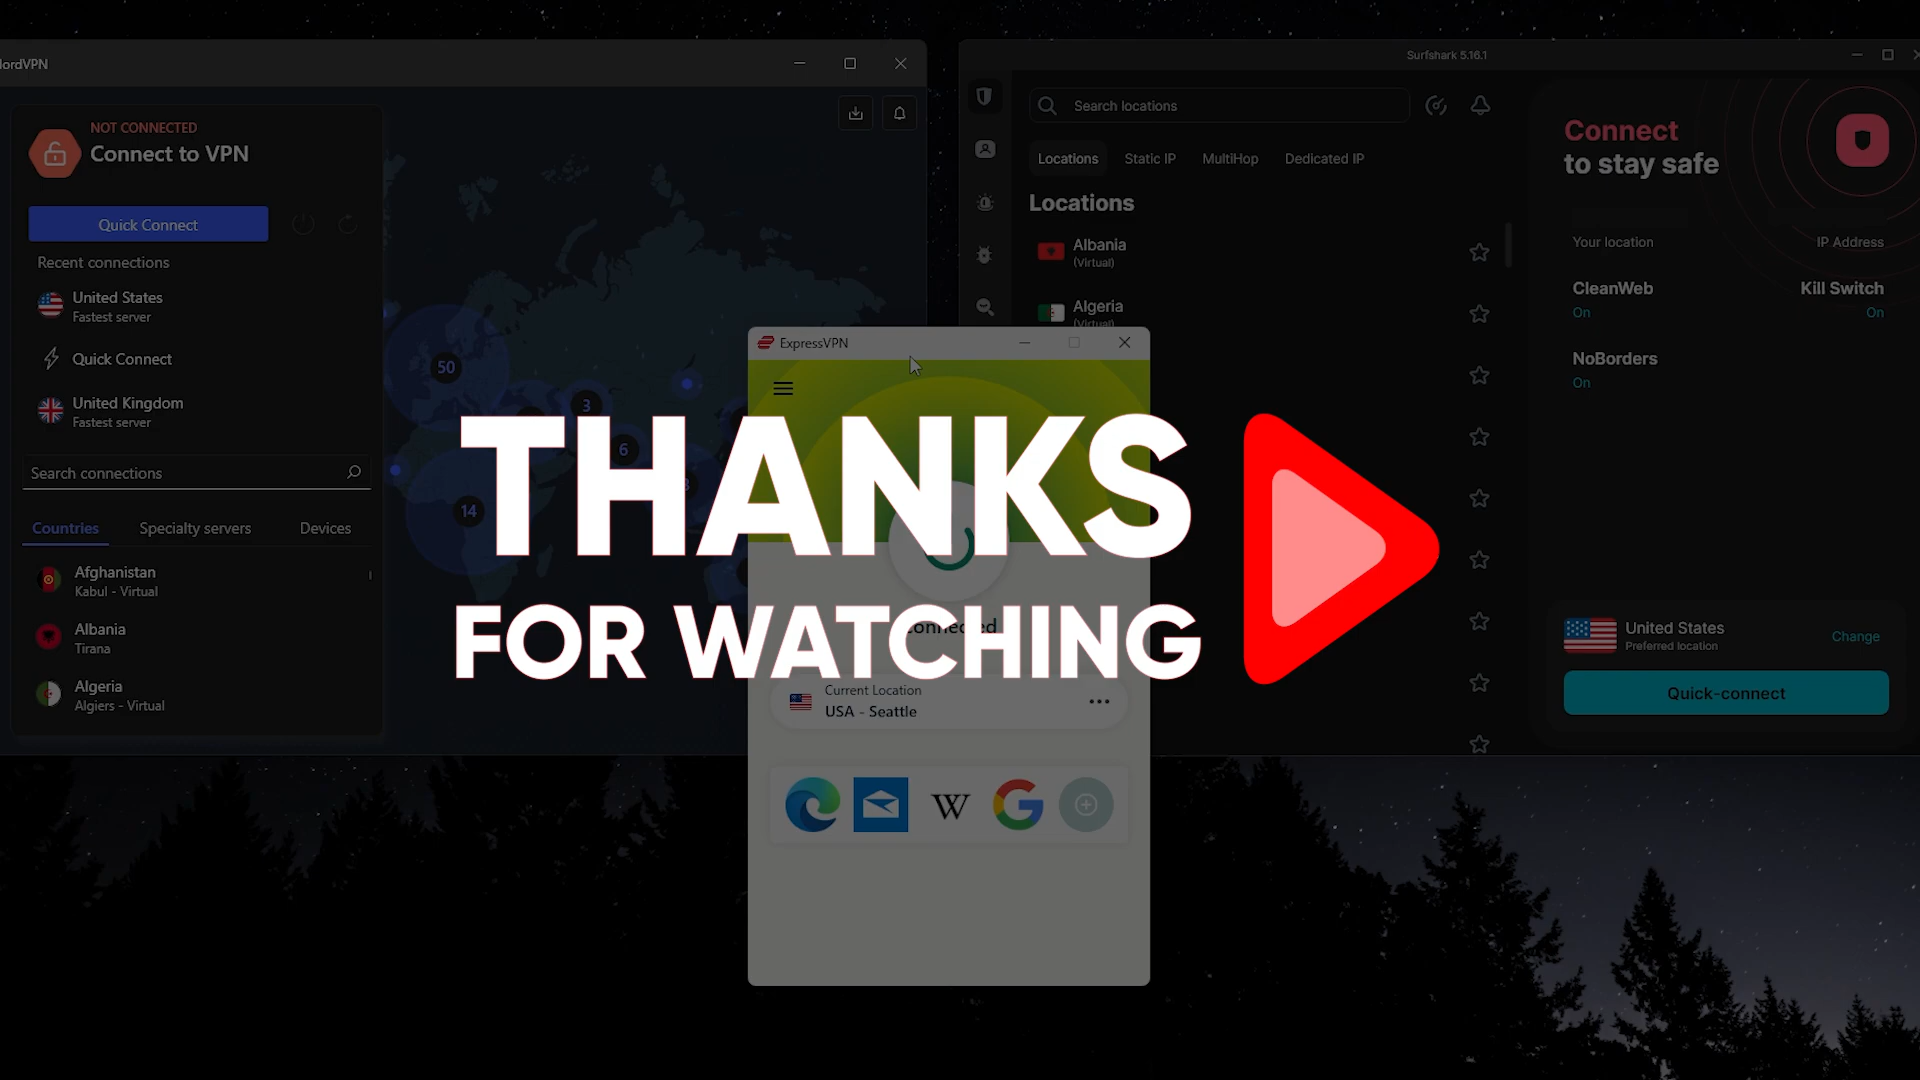 NordVPN
NOT CONNECTED
Connect to VPN
Quick Connect
Recent connections
United States
Fastest server
Quick Connect
United Kingdom
Fastest server
Search connections
Countries Specialty servers Devices
Afghanistan
Kabul - Virtual
Albania
Tirana
Algeria
Algiers - Virtual
50
3
6
14
Surfshark 5.16.1
Search locations
Locations Static IP MultiHop Dedicated IP
Locations
Albania
(Virtual)
Algeria
(Virtual)
Connect
to stay safe
Your location IP Address
CleanWeb Kill Switch
On On
NoBorders
On
United States
Preferred location
Change
Quick-connect
ExpressVPN
THANKS
FOR WATCHING
Current Location
USA - Seattle